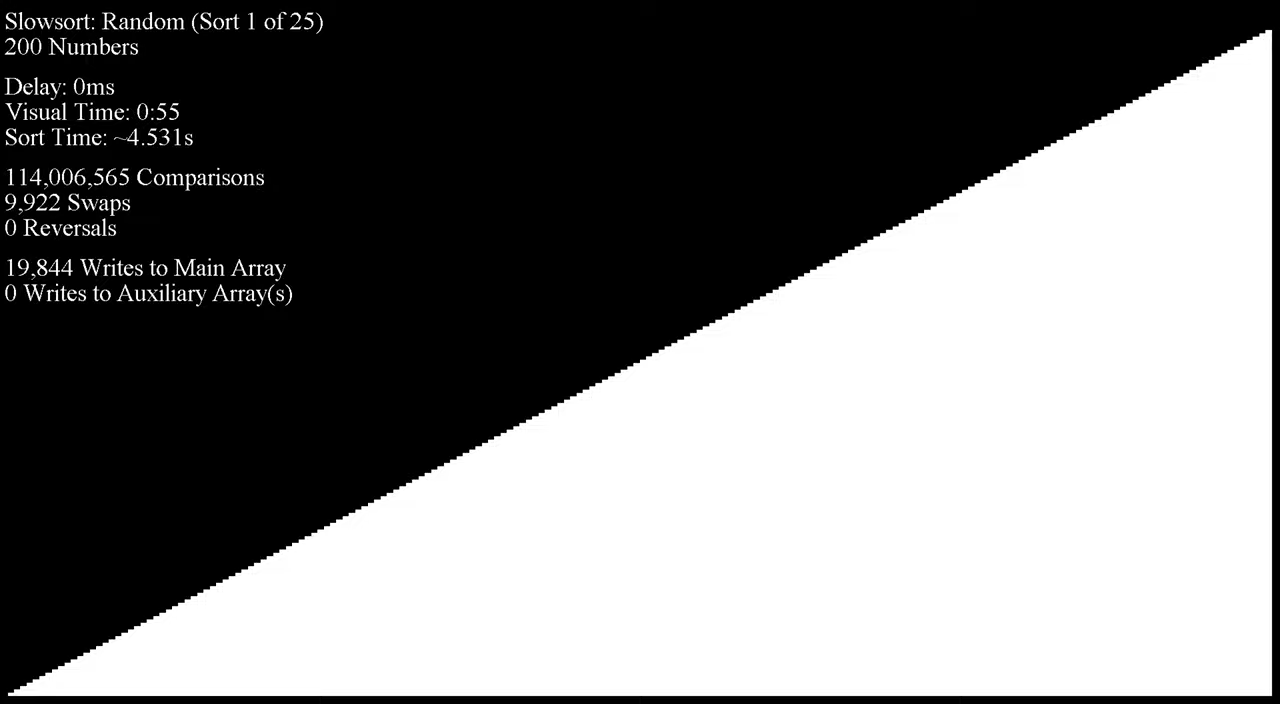 Slowsort: Random (Sort 1 of 25)
200 Numbers
Delay: 0ms
Visual Time: 0:55
Sort Time: ~4.531s
114,006,565 Comparisons
9,922 Swaps
0 Reversals
19,844 Writes to Main Array
0 Writes to Auxiliary Array(s)